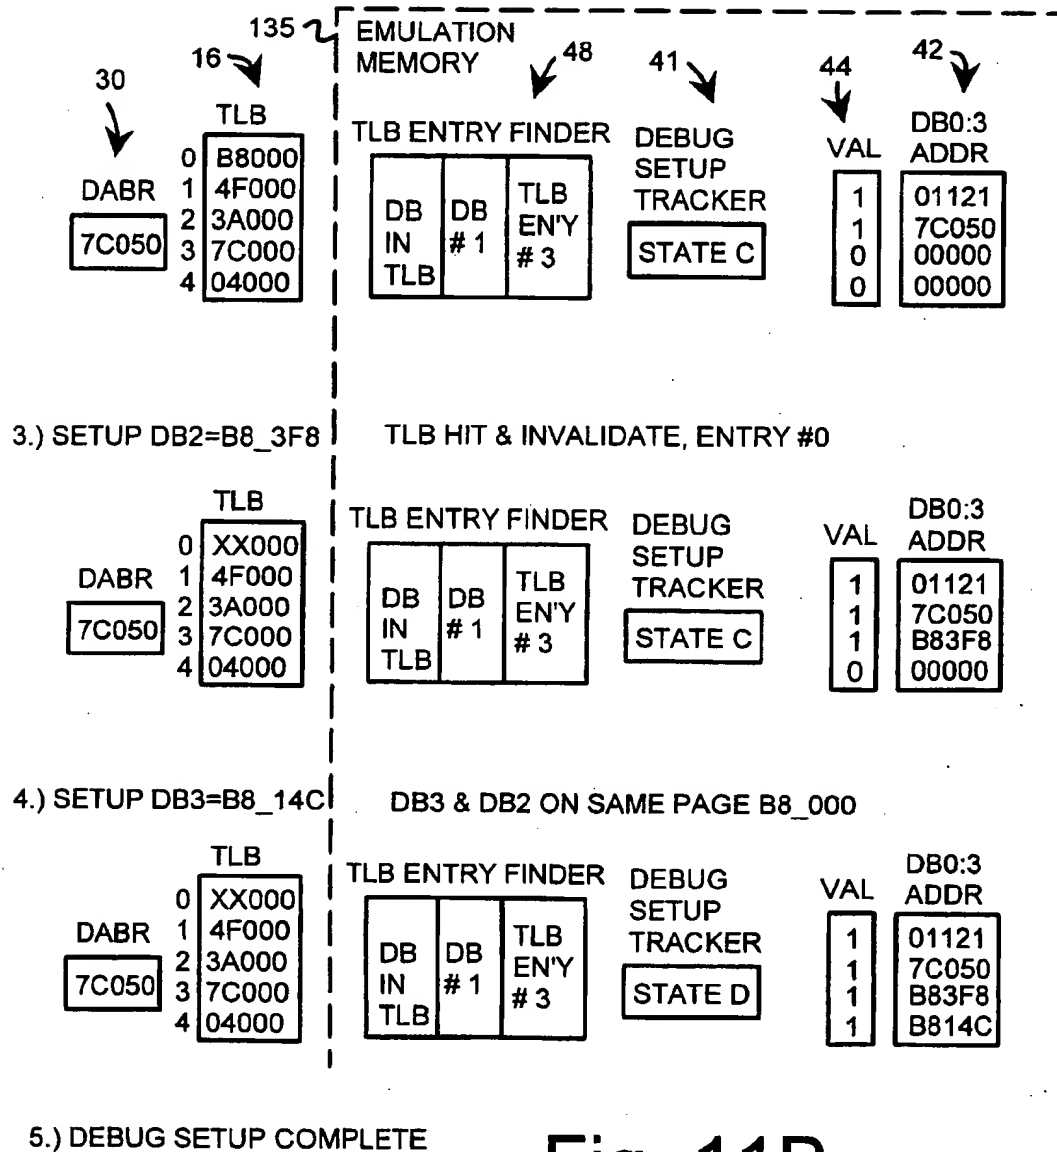 135
EMULATION
MEMORY
30
16
48
41
44
42
TLB
TLB ENTRY FINDER
DEBUG
SETUP
TRACKER
VAL
DB0:3
ADDR
DABR
7C050
0 B8000
1 4F000
2 3A000
3 7C000
4 04000
DB
IN
TLB
DB
# 1
TLB
EN'Y
# 3
STATE C
1
1
0
0
01121
7C050
00000
00000
3.) SETUP DB2=B8_3F8
TLB HIT & INVALIDATE, ENTRY #0
TLB
TLB ENTRY FINDER
DEBUG
SETUP
TRACKER
VAL
DB0:3
ADDR
DABR
7C050
0 XX000
1 4F000
2 3A000
3 7C000
4 04000
DB
IN
TLB
DB
# 1
TLB
EN'Y
# 3
STATE C
1
1
1
0
01121
7C050
B83F8
00000
4.) SETUP DB3=B8_14C
DB3 & DB2 ON SAME PAGE B8_000
TLB
TLB ENTRY FINDER
DEBUG
SETUP
TRACKER
VAL
DB0:3
ADDR
DABR
7C050
0 XX000
1 4F000
2 3A000
3 7C000
4 04000
DB
IN
TLB
DB
# 1
TLB
EN'Y
# 3
STATE D
1
1
1
1
01121
7C050
B83F8
B814C
5.) DEBUG SETUP COMPLETE
Fig. 11B